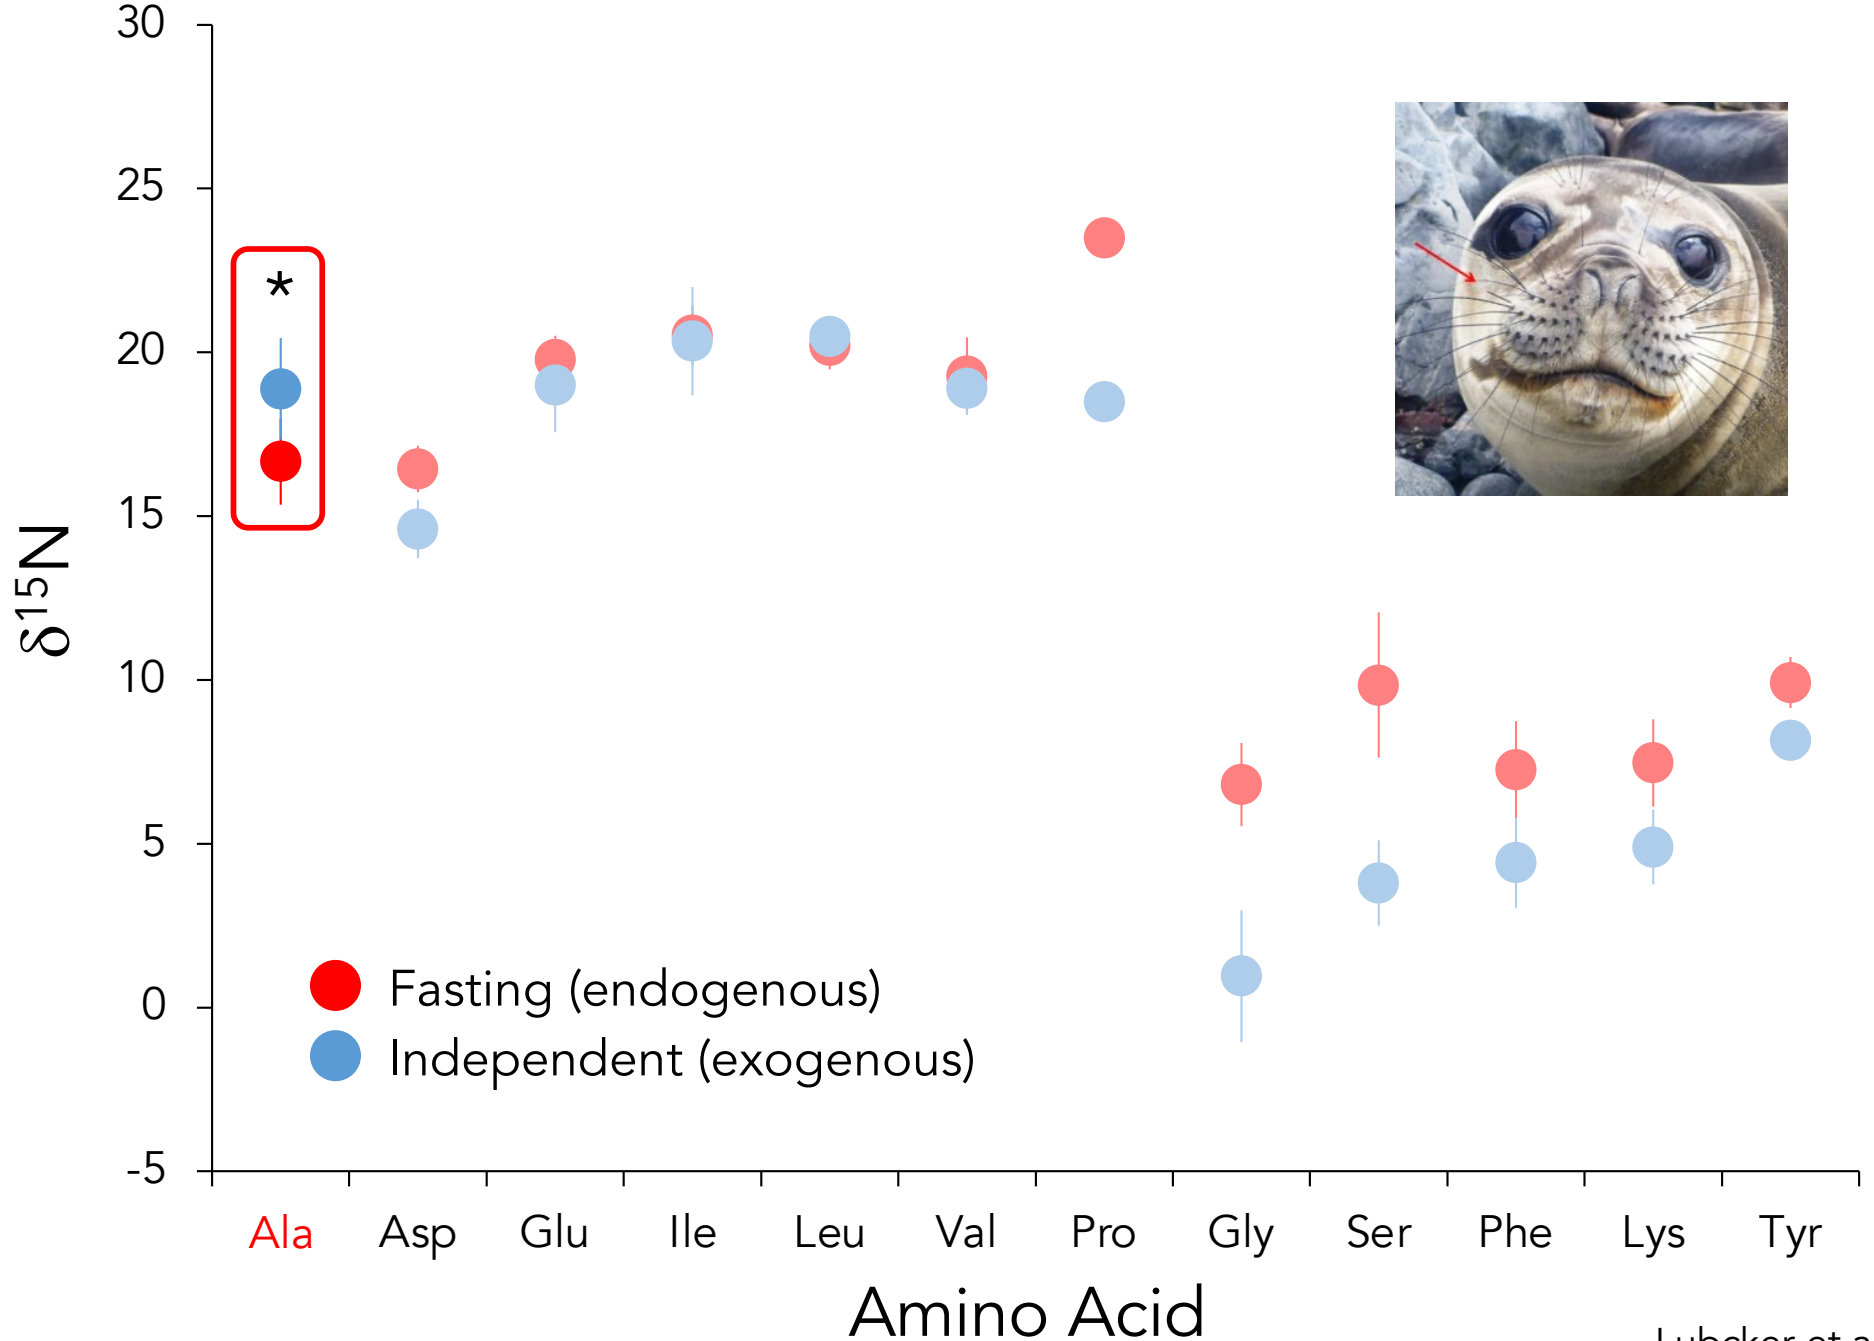 30
25
20
15
10
5
0
-5
δ15N
*
Fasting (endogenous)
Independent (exogenous)
Ala Asp Glu Ile Leu Val Pro Gly Ser Phe Lys Tyr
Amino Acid